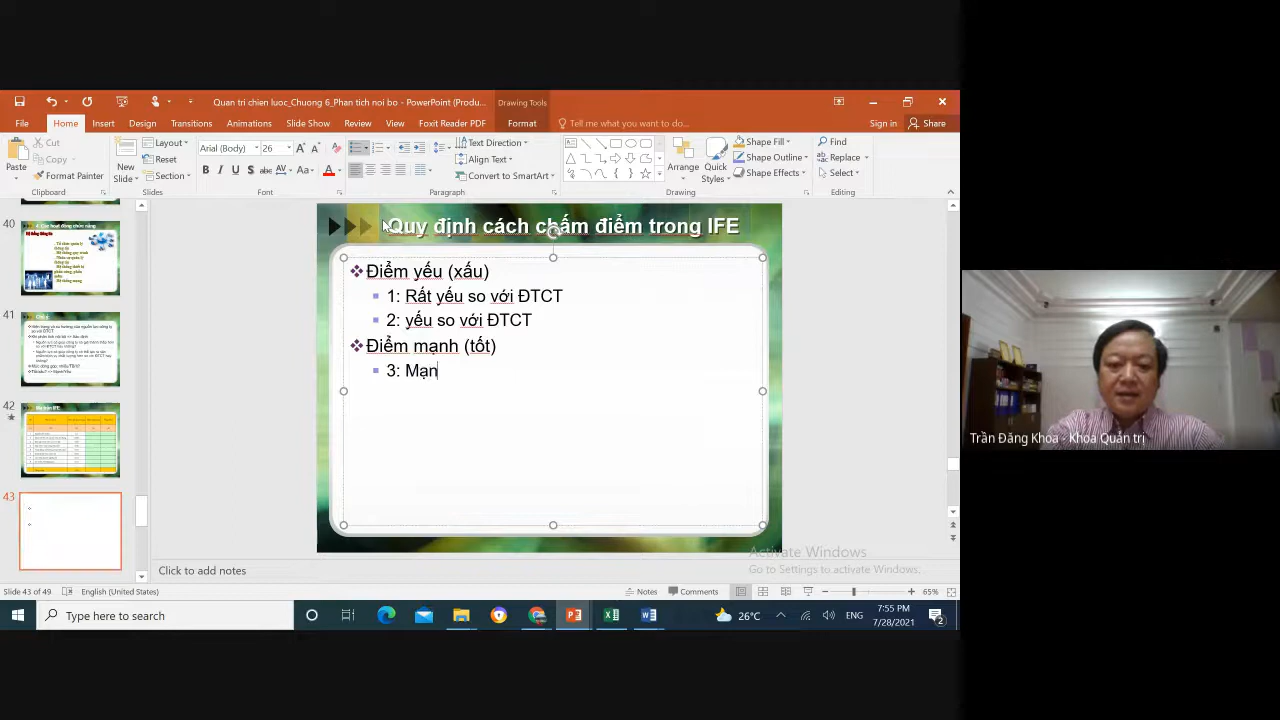 Quan tri chien luoc_Chuong 6_Phan tich noi bo - PowerPoint (Produ...
Drawing Tools
File Home Insert Design Transitions Animations Slide Show Review View Foxit Reader PDF Format Tell me what you want to do... Sign in Share
Paste
Cut
Copy
Format Painter
Clipboard
New Slide
Layout
Reset
Section
Slides
Arial (Body) 26
B I U S abc AV Aa A
Font
Text Direction
Align Text
Convert to SmartArt
Paragraph
Arrange
Quick Styles
Shape Fill
Shape Outline
Shape Effects
Drawing
Find
Replace
Select
Editing
40
41
42
Ma trận IFE
43
Quy định cách chấm điểm trong IFE
Điểm yếu (xấu)
1: Rất yếu so với ĐTCT
2: yếu so với ĐTCT
Điểm mạnh (tốt)
3: Mạn
Activate Windows
Go to Settings to activate Windows.
Click to add notes
Slide 43 of 49 English (United States) Notes Comments 65%
Type here to search
26°C ENG
7:55 PM
7/28/2021
2
Trần Đăng Khoa - Khoa Quản trị